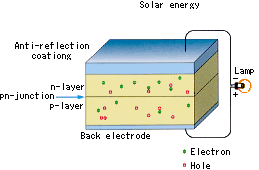 Solar energy
Anti-reflection
coationg
Lamp
n-layer
−
pn-junction
+
p-layer
Back electrode
Electron
Hole